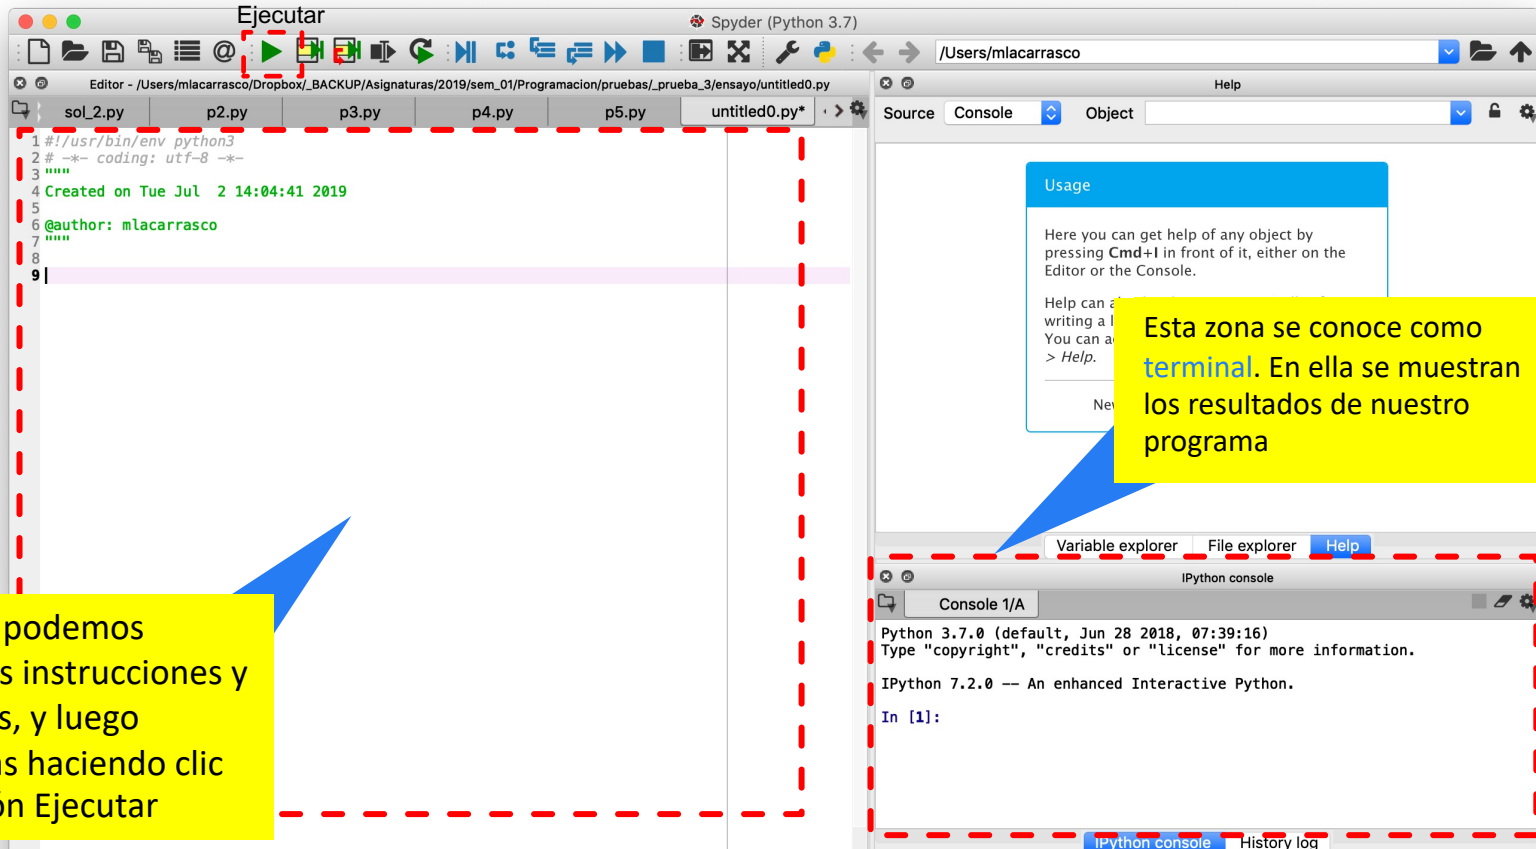 Ejecutar
Spyder (Python 3.7)
/Users/mlacarrasco
Editor - /Users/mlacarrasco/Dropbox/_BACKUP/Asignaturas/2019/sem_01/Programacion/pruebas/_prueba_3/ensayo/untitled0.py
sol_2.py p2.py p3.py p4.py p5.py untitled0.py*
1 #!/usr/bin/env python3
2 # -*- coding: utf-8 -*-
3 """
4 Created on Tue Jul  2 14:04:41 2019
5
6 @author: mlacarrasco
7 """
8
9
podemos
s instrucciones y
s, y luego
as haciendo clic
ón Ejecutar
Help
Source Console Object
Usage
Here you can get help of any object by
pressing Cmd+I in front of it, either on the
Editor or the Console.
Help can a
writing a l
You can a
> Help.
Ne
Esta zona se conoce como
terminal. En ella se muestran
los resultados de nuestro
programa
Variable explorer File explorer Help
IPython console
Console 1/A
Python 3.7.0 (default, Jun 28 2018, 07:39:16)
Type "copyright", "credits" or "license" for more information.
IPython 7.2.0 -- An enhanced Interactive Python.
In [1]:
IPython console History log